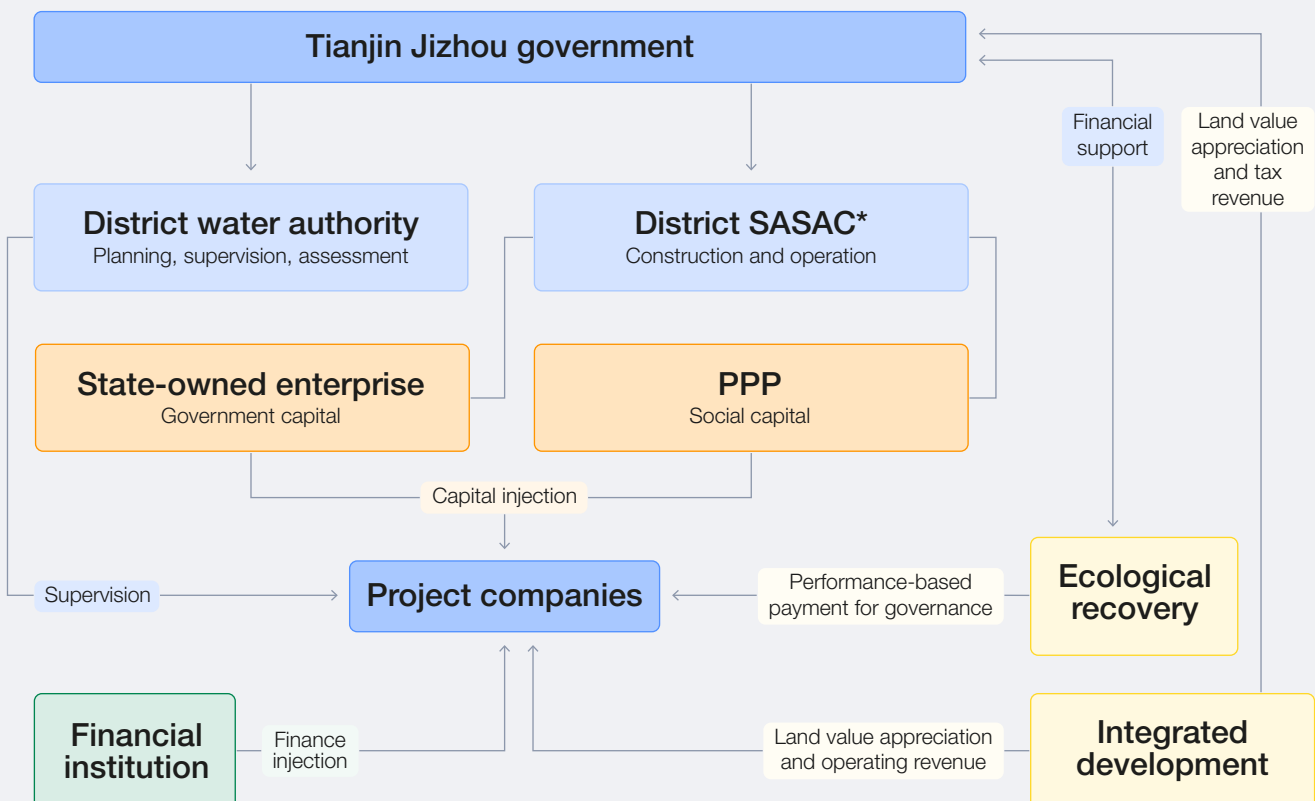 Tianjin Jizhou government
Financial
support
Land value
appreciation
and tax
revenue
District water authority
Planning, supervision, assessment
District SASAC*
Construction and operation
State-owned enterprise
Government capital
PPP
Social capital
Capital injection
Supervision
Project companies
Performance-based
payment for governance
Ecological
recovery
Financial
institution
Finance
injection
Land value appreciation
and operating revenue
Integrated
development